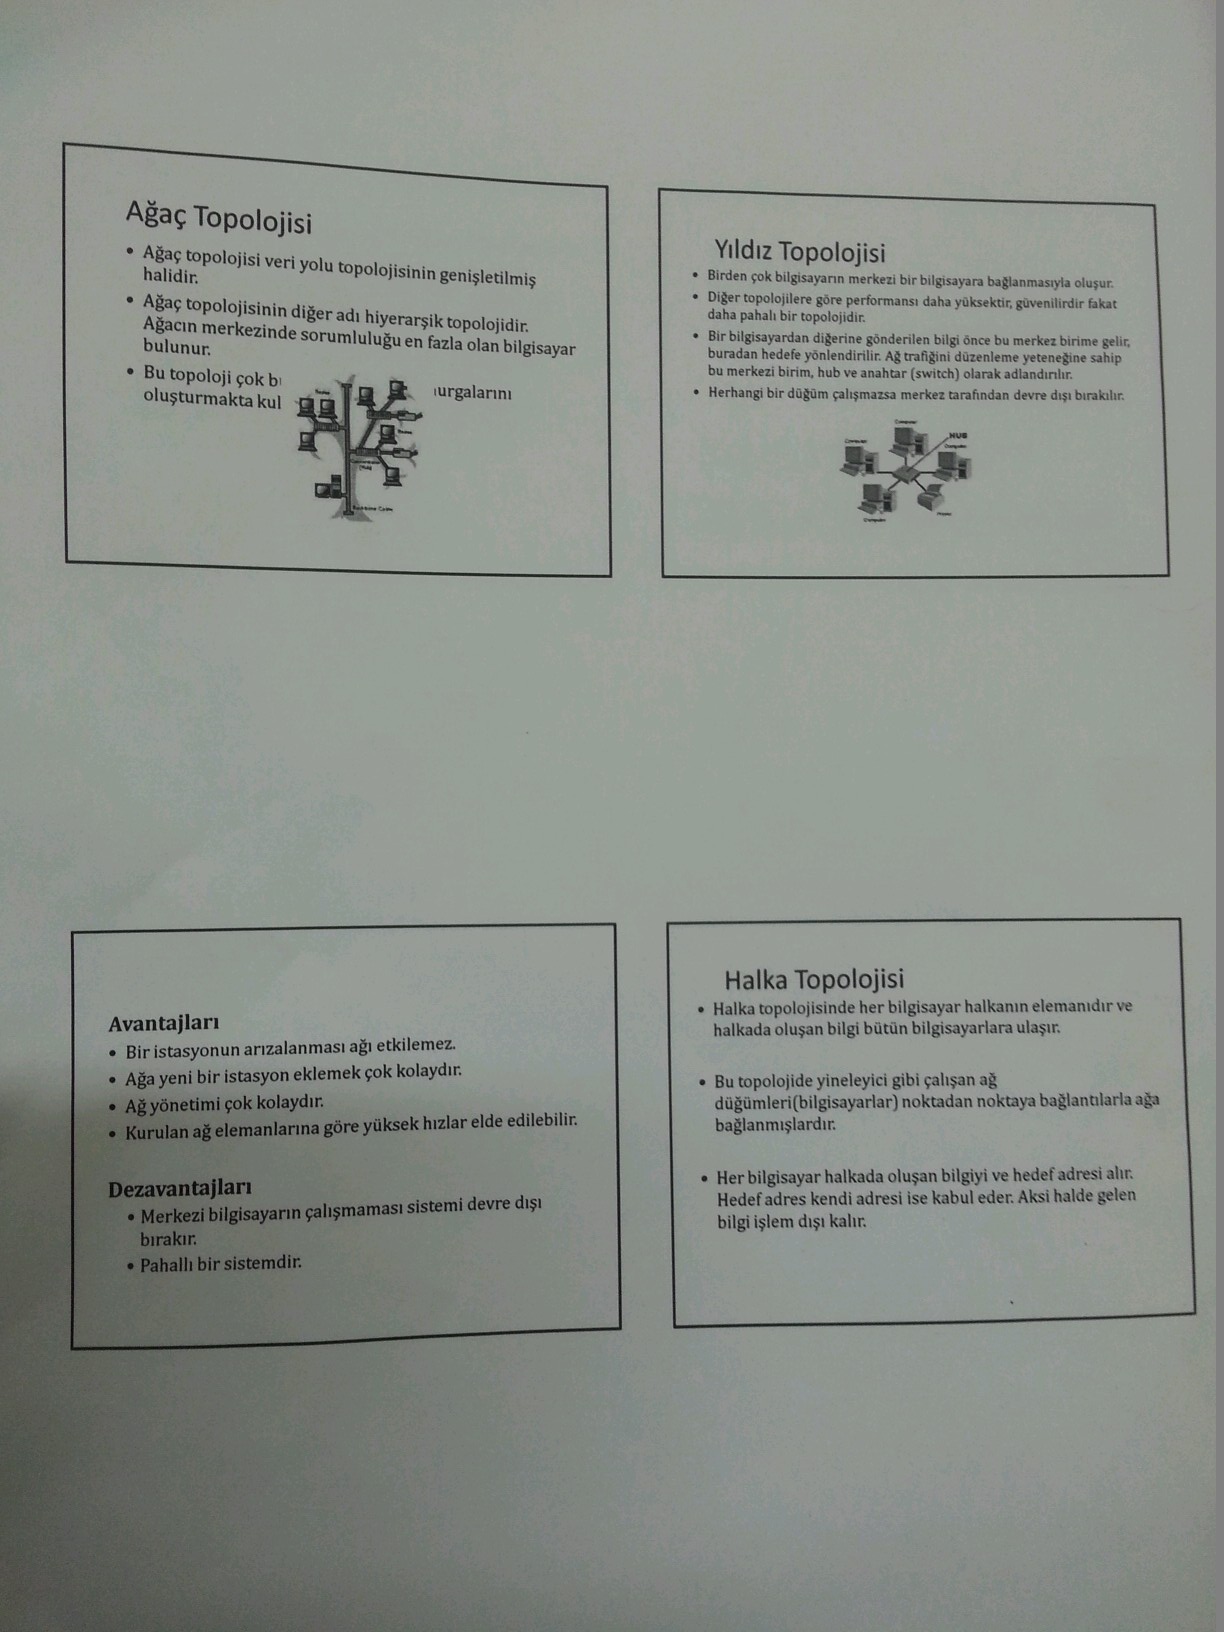 Ağaç Topolojisi
• Ağaç topolojisi veri yolu topolojisinin genişletilmiş
halidir.
• Ağaç topolojisinin diğer adı hiyerarşik topolojidir.
Ağacın merkezinde sorumluluğu en fazla olan bilgisayar
bulunur.
• Bu topoloji çok
oluşturmakta
Yıldız Topolojisi
• Birden çok bilgisayarın merkezi bir bilgisayara bağlanmasıyla oluşur.
• Diğer topolojilere göre performansı daha yüksektir, güvenilirdir fakat
daha pahalı bir topolojidir.
• Bir bilgisayardan diğerine gönderilen bilgi önce bu merkez birime gelir,
buradan hedefe yönlendirilir. Ağ trafiğini düzenleme yeteneğine sahip
bu merkezi birim, hub ve anahtar (switch) olarak adlandırılır.
• Herhangi bir düğüm çalışmazsa merkez tarafından devre dışı bırakılır.
HUB
Avantajları
• Bir istasyonun arızalanması ağı etkilemez.
• Ağa yeni bir istasyon eklemek çok kolaydır.
• Ağ yönetimi çok kolaydır.
• Kurulan ağ elemanlarına göre yüksek hızlar elde edilebilir.
Dezavantajları
• Merkezi bilgisayarın çalışmaması sistemi devre dışı
bırakır.
• Pahallı bir sistemdir.
Halka Topolojisi
• Halka topolojisinde her bilgisayar halkanın elemanıdır ve
halkada oluşan bilgi bütün bilgisayarlara ulaşır.
• Bu topolojide yineleyici gibi çalışan ağ
düğümleri(bilgisayarlar) noktadan noktaya bağlantılarla ağa
bağlanmışlardır.
• Her bilgisayar halkada oluşan bilgiyi ve hedef adresi alır.
Hedef adres kendi adresi ise kabul eder. Aksi halde gelen
bilgi işlem dışı kalır.